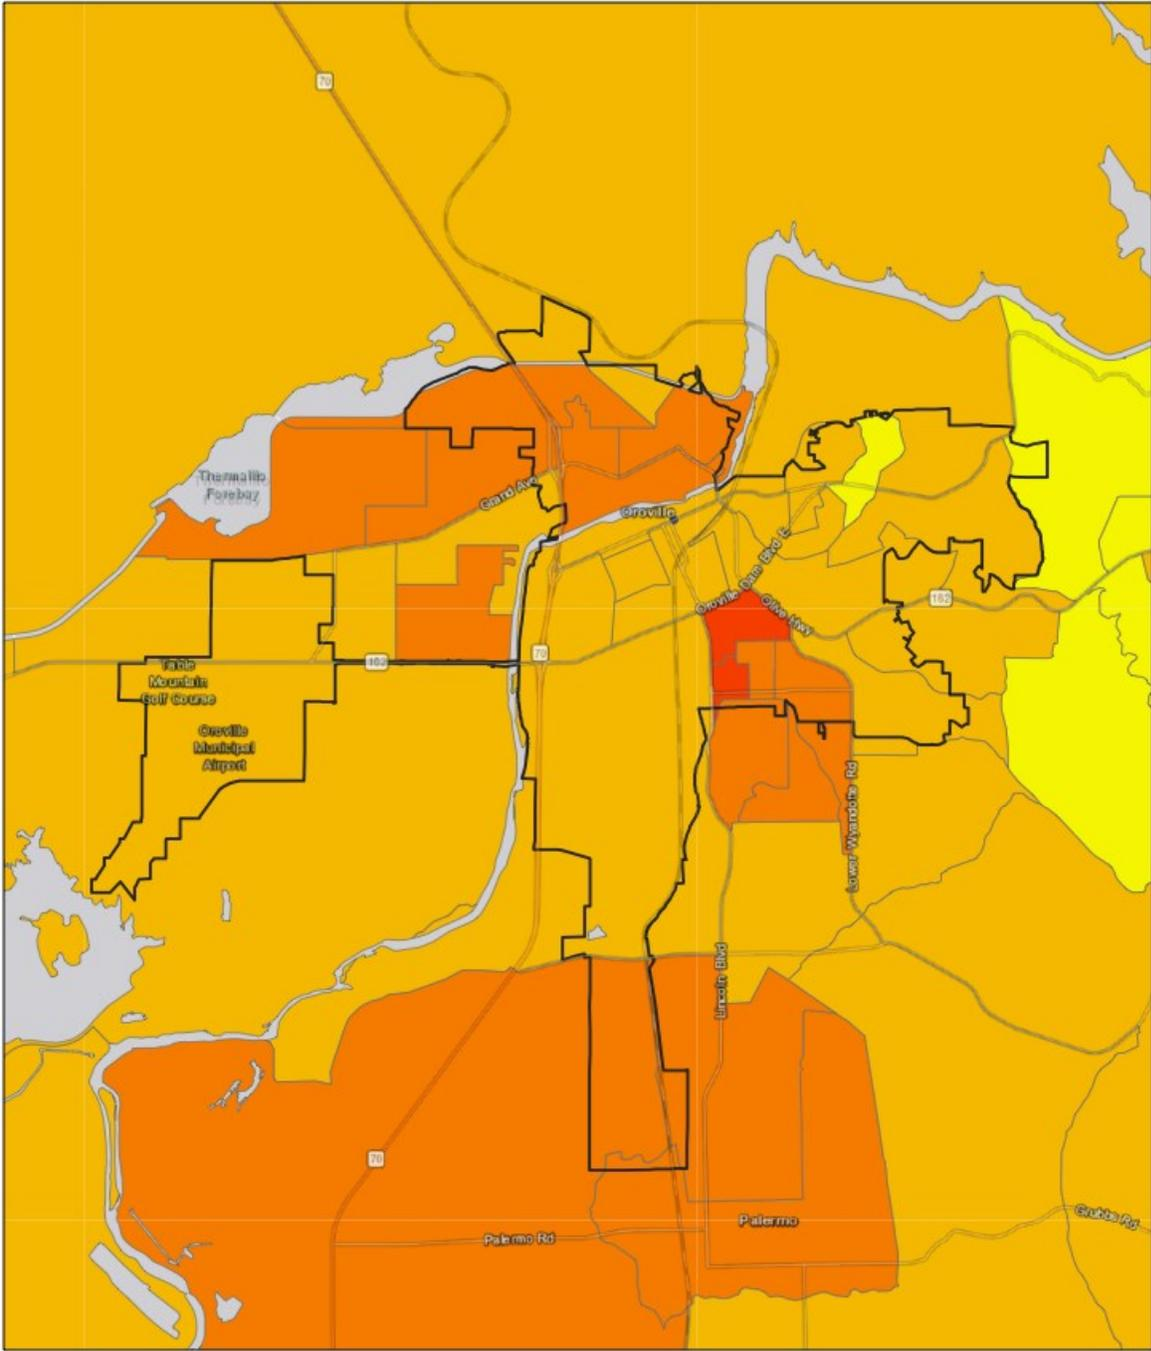 70
Thermalito
Forebay
Grand Ave
Oroville
Oroville Dam Blvd E
Olive Hwy
162
70
162
Table
Mountain
Golf Course
Oroville
Municipal
Airport
Lower Wyandotte Rd
Lincoln Blvd
70
Palermo
Palermo Rd
Grubbs Rd